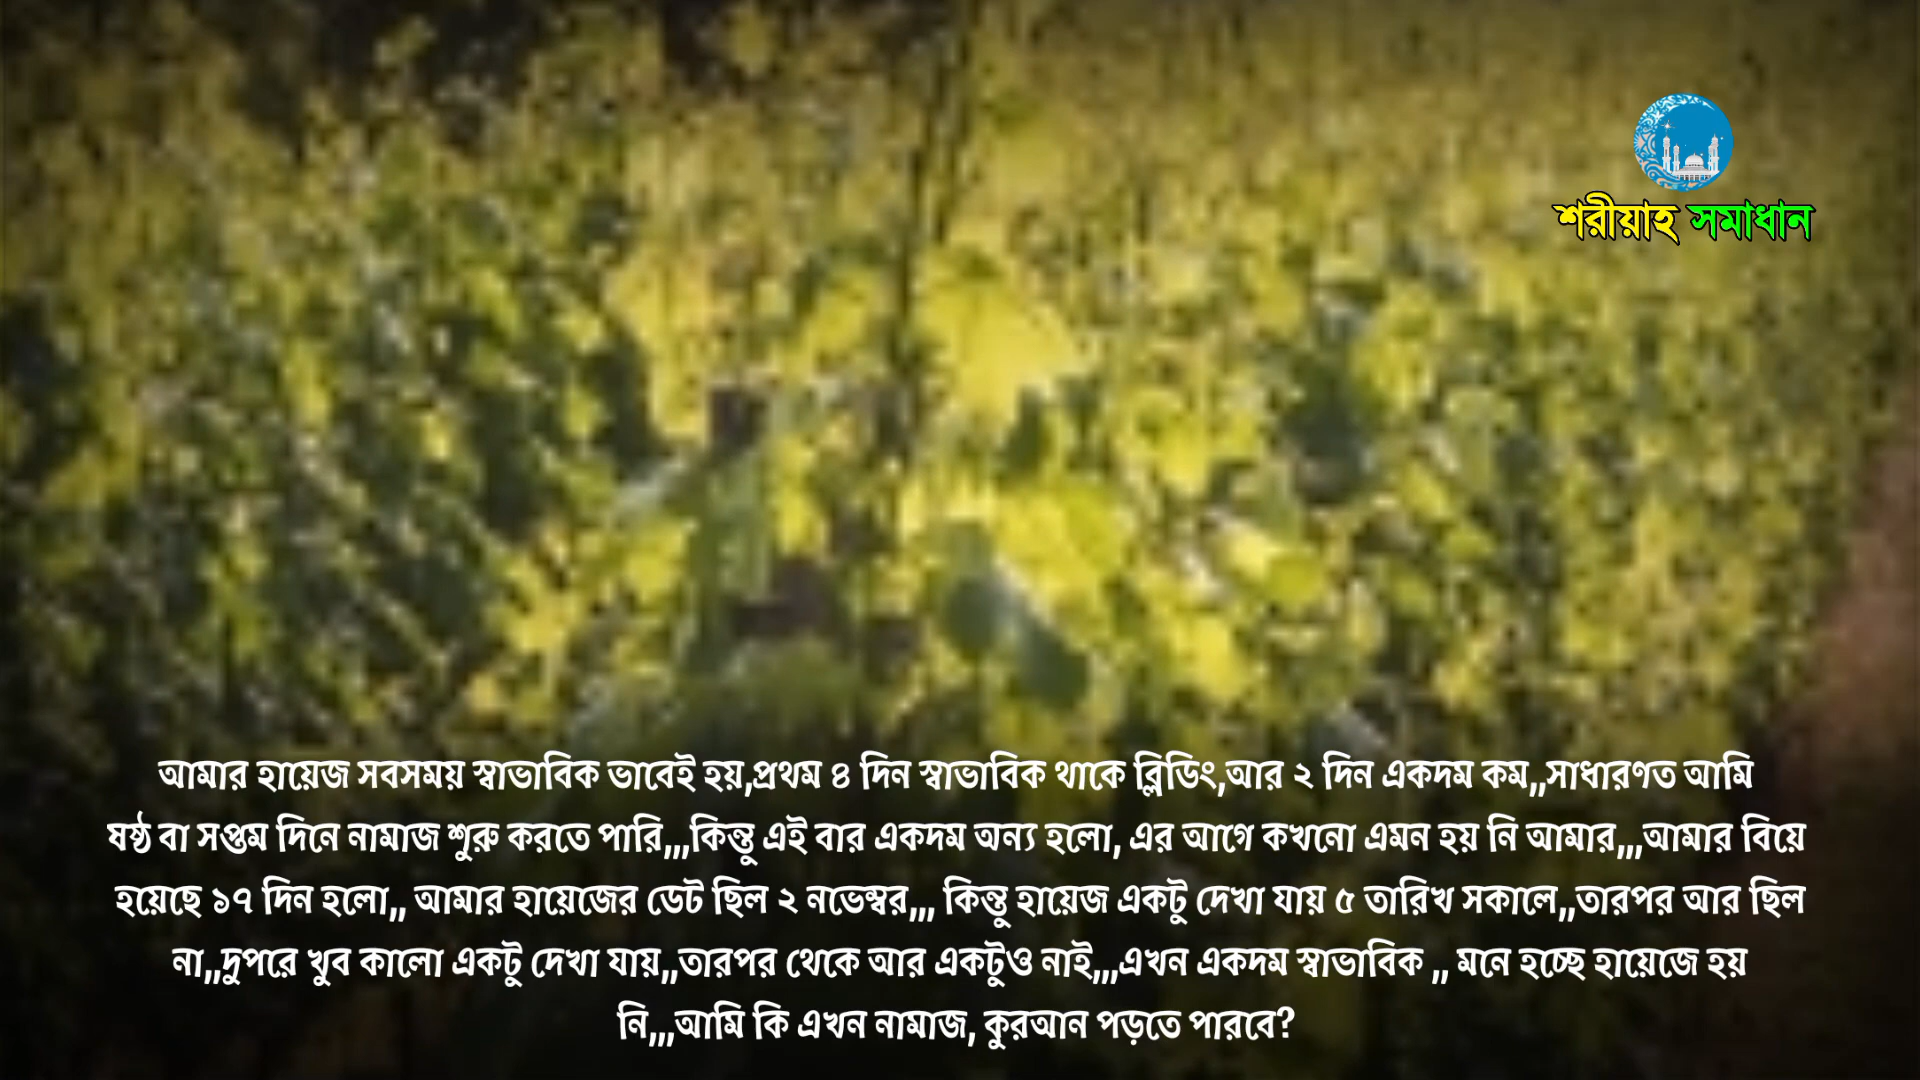 শরীয়াহ সমাধান
আমার হায়েজ সবসময় স্বাভাবিক ভাবেই হয়,প্রথম ৪ দিন স্বাভাবিক থাকে ব্লিডিং,আর ২ দিন একদম কম,,সাধারণত আমি
ষষ্ঠ বা সপ্তম দিনে নামাজ শুরু করতে পারি,,,কিন্তু এই বার একদম অন্য হলো, এর আগে কখনো এমন হয় নি আমার,,,আমার বিয়ে
হয়েছে ১৭ দিন হলো,, আমার হায়েজের ডেট ছিল ২ নভেম্বর,,, কিন্তু হায়েজ একটু দেখা যায় ৫ তারিখ সকালে,,তারপর আর ছিল
না,,দুপরে খুব কালো একটু দেখা যায়,,তারপর থেকে আর একটুও নাই,,,এখন একদম স্বাভাবিক ,, মনে হচ্ছে হায়েজে হয়
নি,,,আমি কি এখন নামাজ, কুরআন পড়তে পারবে?